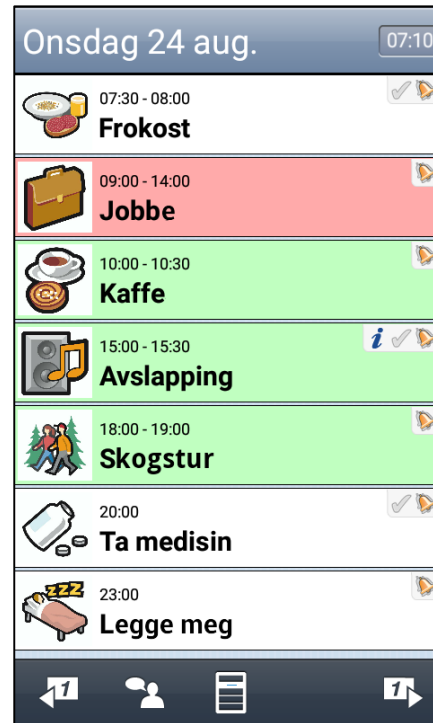 Onsdag 24 aug.
07:10
07:30 - 08:00
Frokost
09:00 - 14:00
Jobbe
10:00 - 10:30
Kaffe
i
15:00 - 15:30
Avslapping
18:00 - 19:00
Skogstur
20:00
Ta medisin
zzz
23:00
Legge meg
1
1